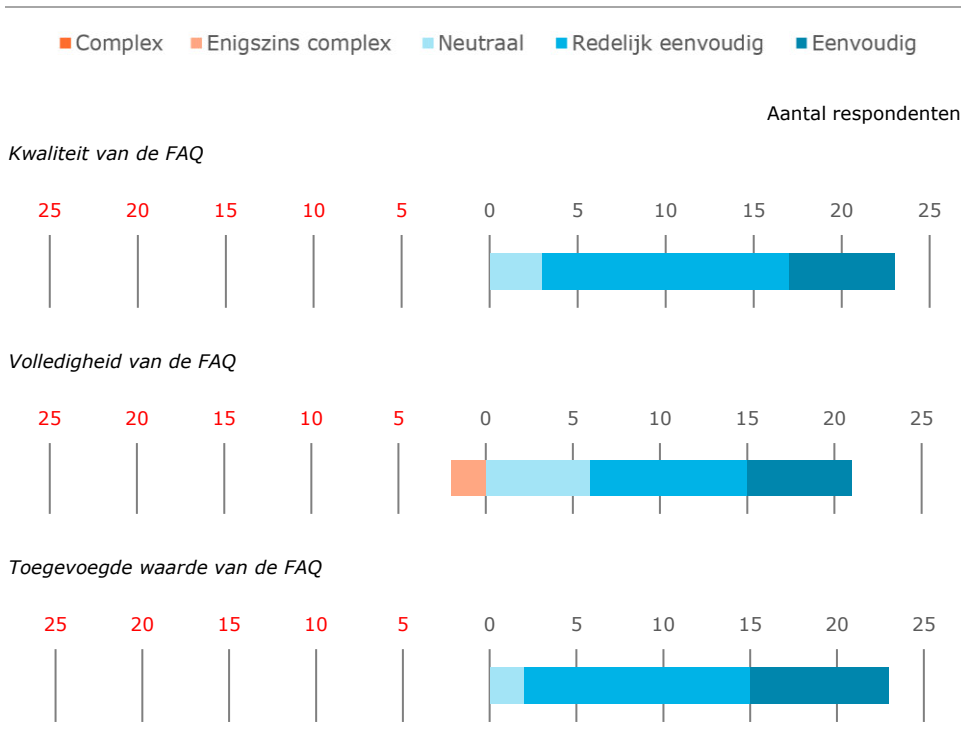 Complex Enigszins complex Neutraal Redelijk eenvoudig Eenvoudig
Aantal respondenten
Kwaliteit van de FAQ
25 20 15 10 5 0 5 10 15 20 25
Volledigheid van de FAQ
25 20 15 10 5 0 5 10 15 20 25
Toegevoegde waarde van de FAQ
25 20 15 10 5 0 5 10 15 20 25